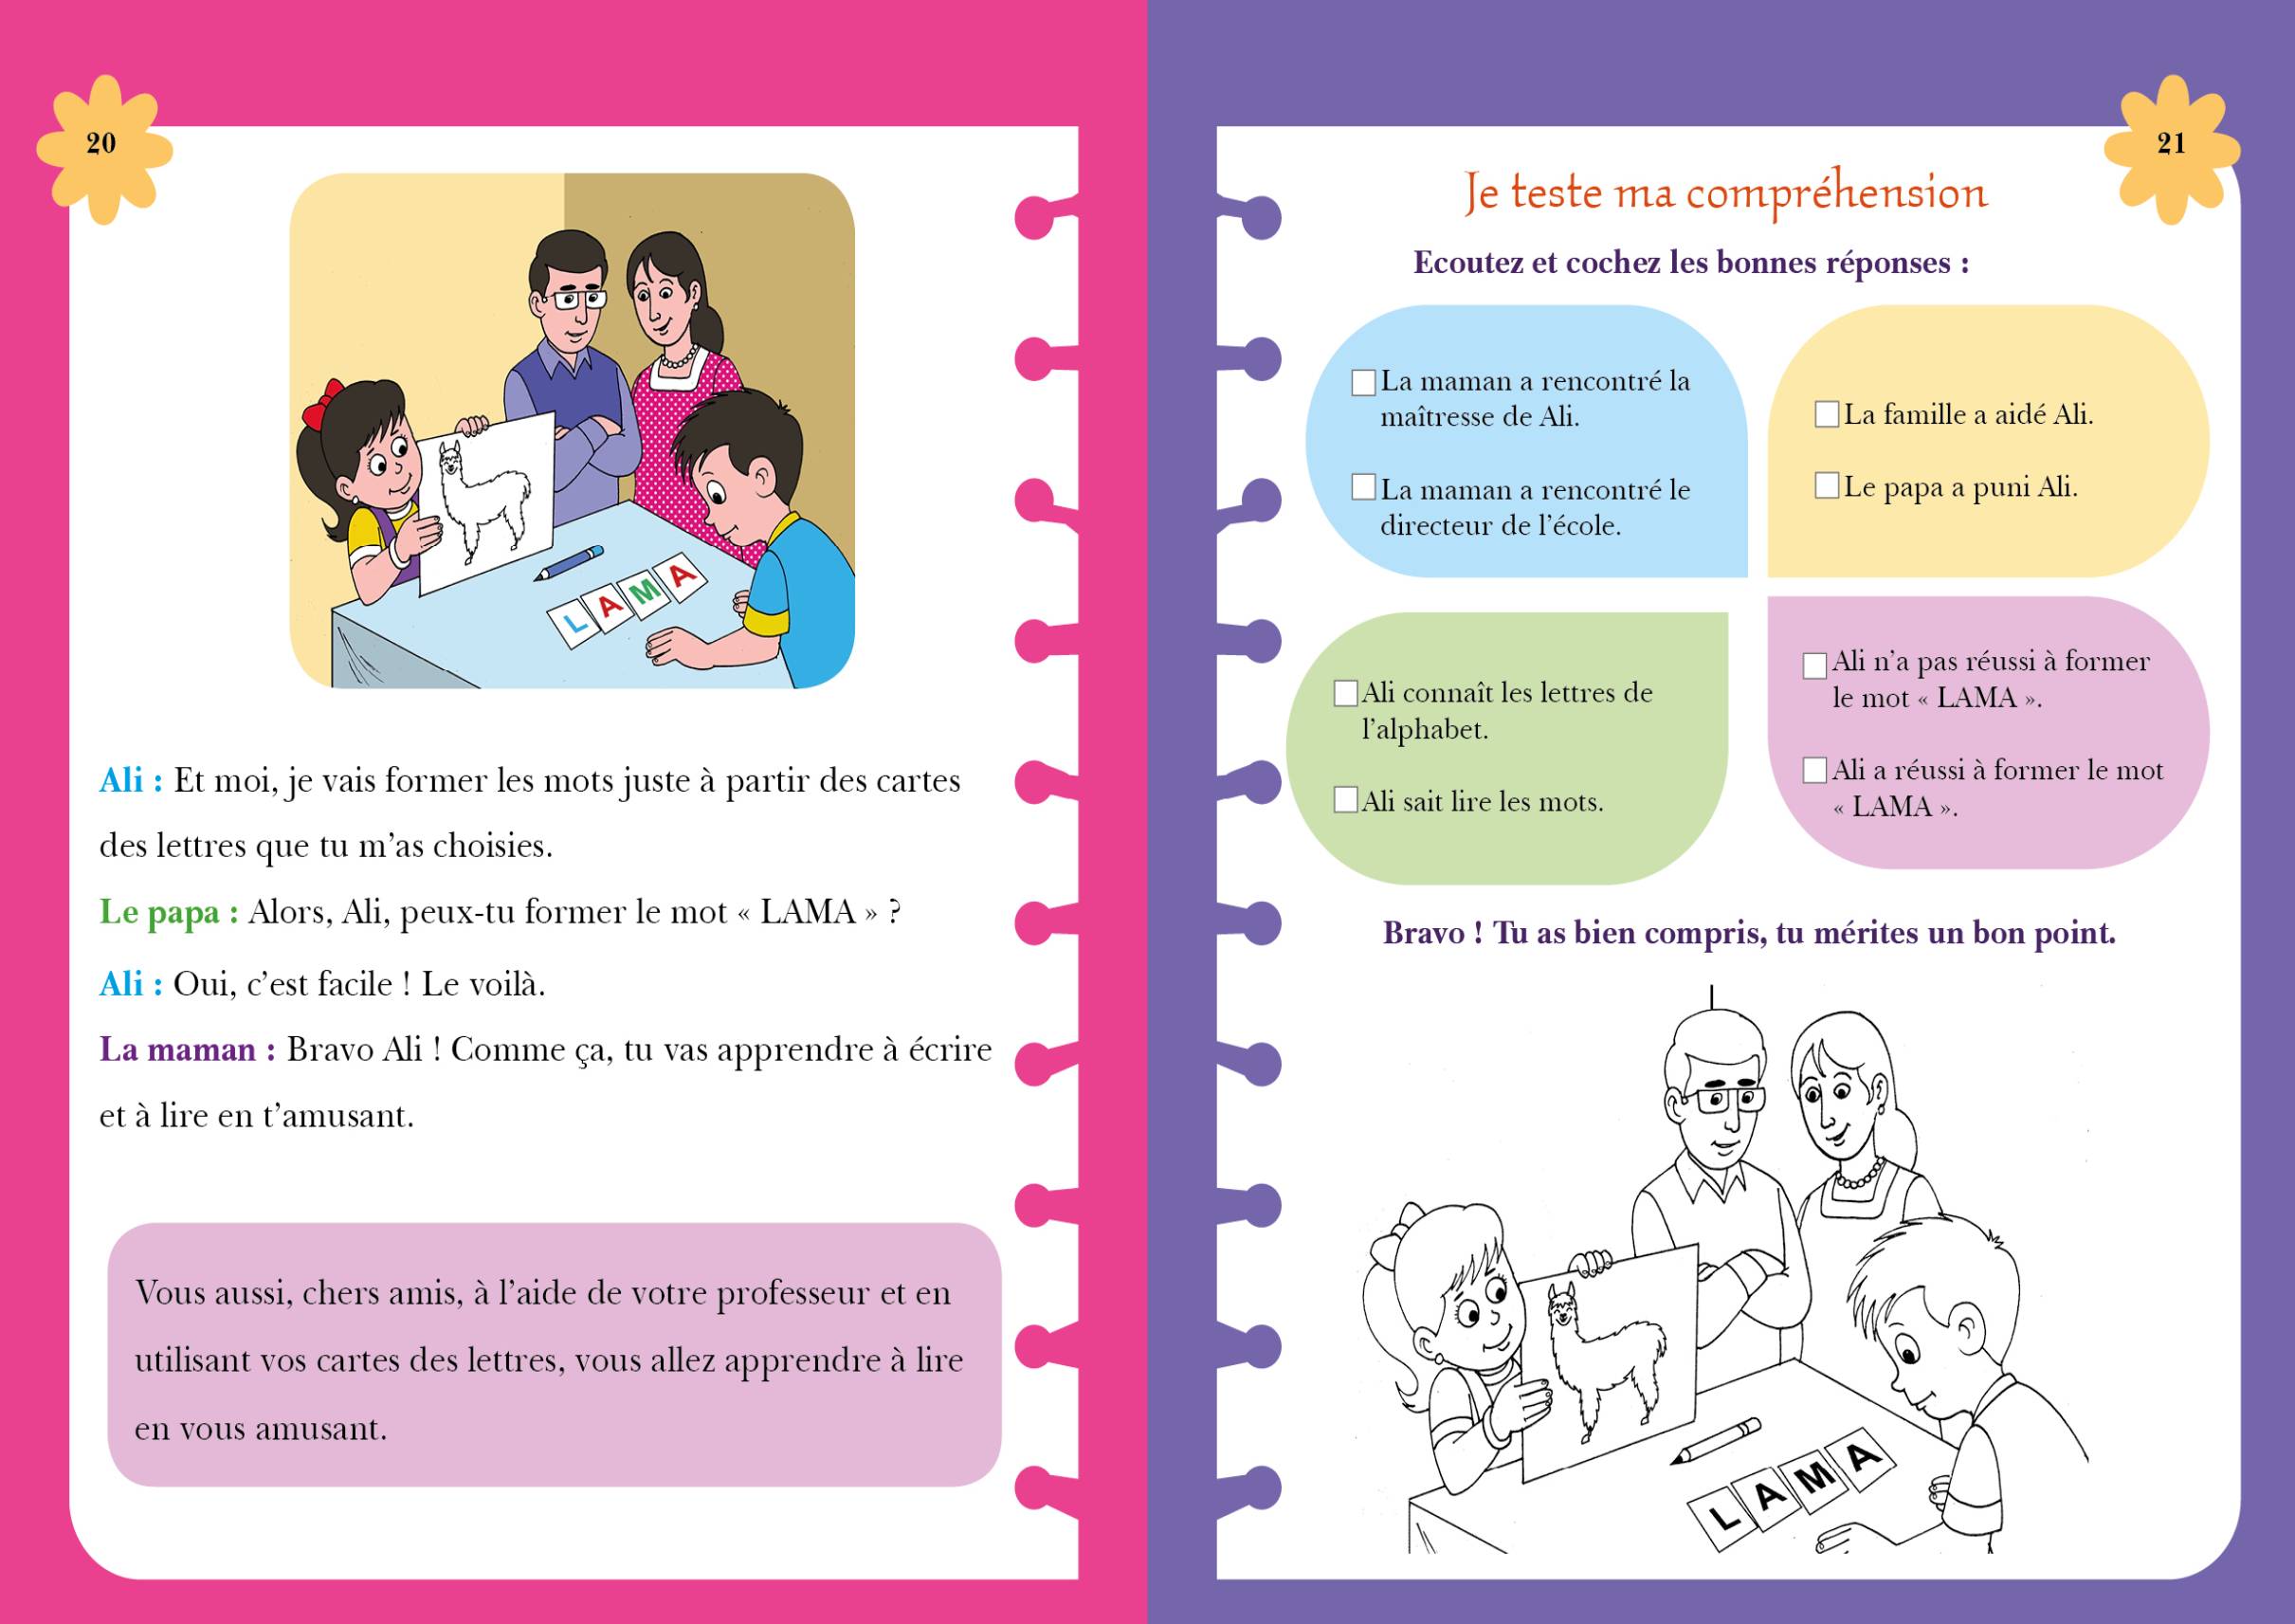 20
L A M A
Ali : Et moi, je vais former les mots juste à partir des cartes
des lettres que tu m'as choisies.
Le papa : Alors, Ali, peux-tu former le mot « LAMA » ?
Ali : Oui, c'est facile ! Le voilà.
La maman : Bravo Ali ! Comme ça, tu vas apprendre à écrire
et à lire en t'amusant.
Vous aussi, chers amis, à l'aide de votre professeur et en
utilisant vos cartes des lettres, vous allez apprendre à lire
en vous amusant.
21
Je teste ma compréhension
Ecoutez et cochez les bonnes réponses :
La maman a rencontré la
maîtresse de Ali.
La maman a rencontré le
directeur de l'école.
La famille a aidé Ali.
Le papa a puni Ali.
Ali connaît les lettres de
l'alphabet.
Ali sait lire les mots.
Ali n'a pas réussi à former
le mot « LAMA ».
Ali a réussi à former le mot
« LAMA ».
Bravo ! Tu as bien compris, tu mérites un bon point.
L A M A